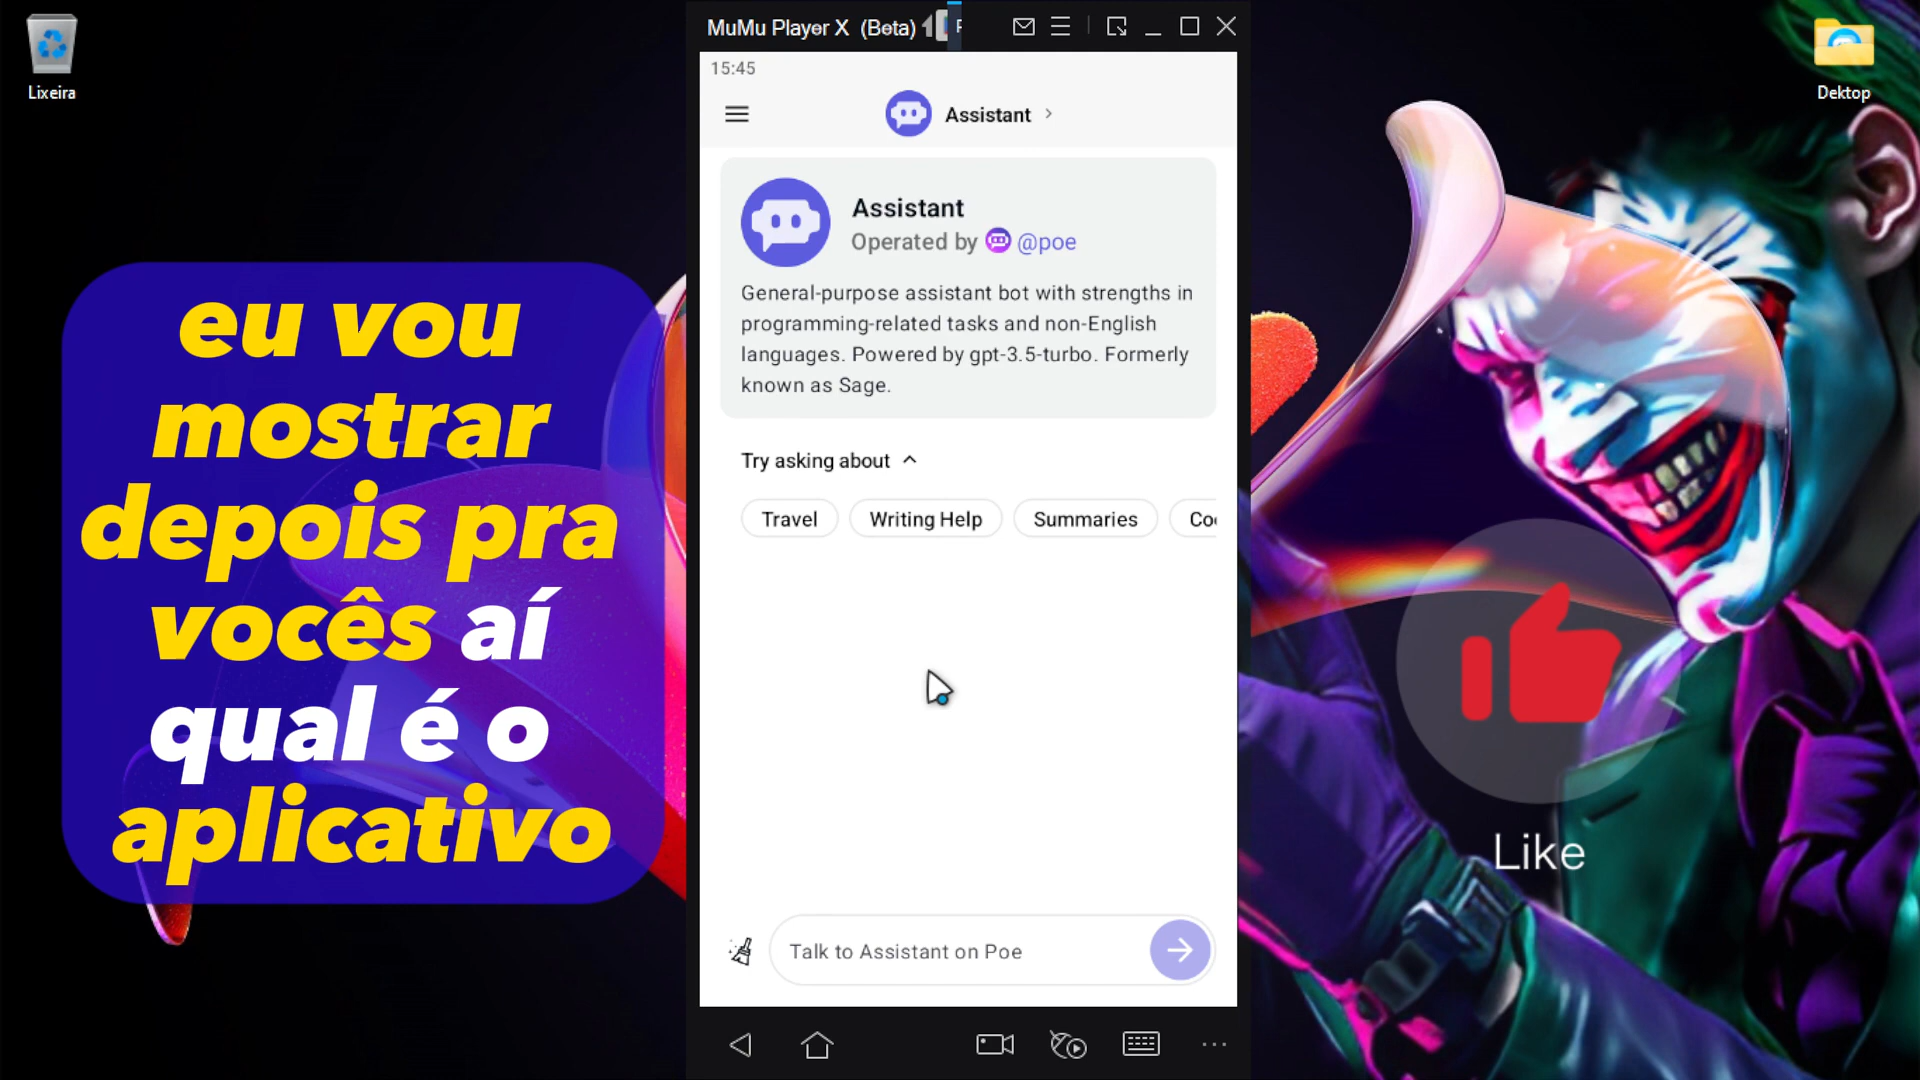 MuMu Player X (Beta)
Lixeira
Dektop
15:45
Assistant
Assistant
Operated by @poe
General-purpose assistant bot with strengths in
programming-related tasks and non-English
languages. Powered by gpt-3.5-turbo. Formerly
known as Sage.
Try asking about
Travel
Writing Help
Summaries
Talk to Assistant on Poe
eu vou
mostrar
depois pra
vocês aí
qual é o
aplicativo
Like